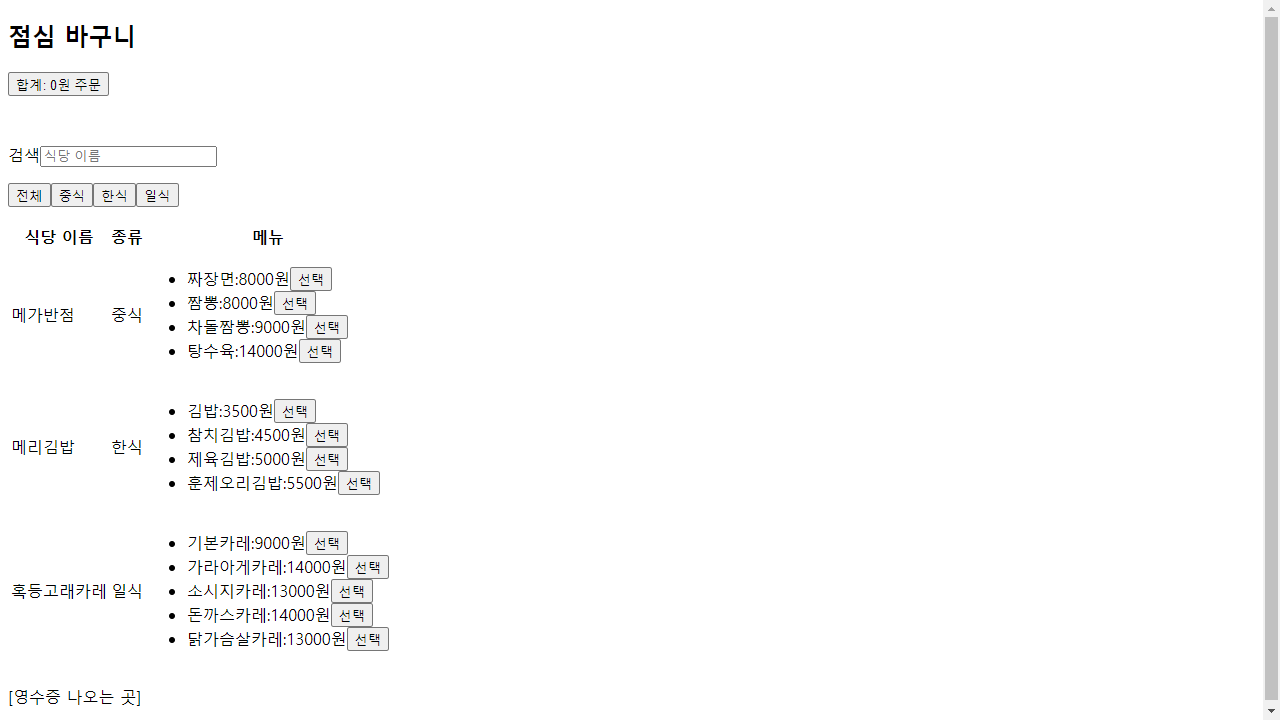 점심 바구니
합계: 0원 주문
검색 식당 이름
전체 중식 한식 일식
식당 이름 종류 메뉴
메가반점 중식
짜장면:8000원 선택
짬뽕:8000원 선택
차돌짬뽕:9000원 선택
탕수육:14000원 선택
메리김밥 한식
김밥:3500원 선택
참치김밥:4500원 선택
제육김밥:5000원 선택
훈제오리김밥:5500원 선택
혹등고래카레 일식
기본카레:9000원 선택
가라아게카레:14000원 선택
소시지카레:13000원 선택
돈까스카레:14000원 선택
닭가슴살카레:13000원 선택
[영수증 나오는 곳]